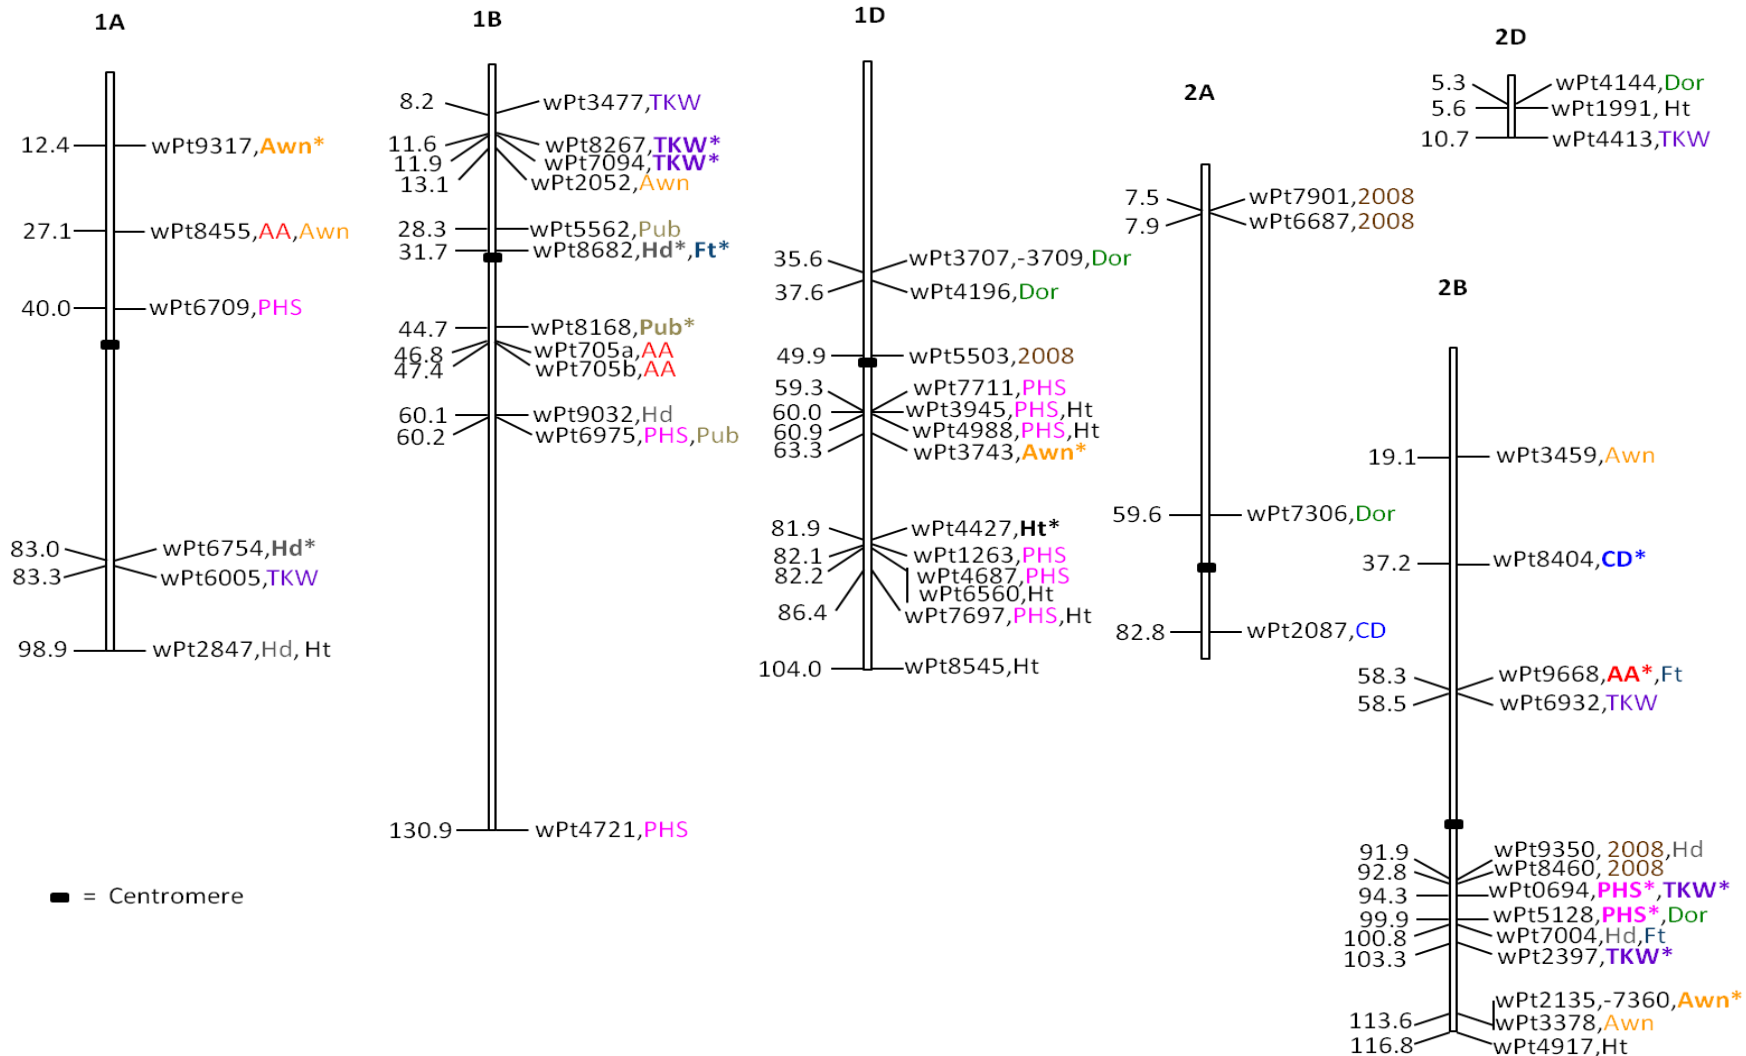 1A
12.4 wPt9317,Awn*
27.1 wPt8455,AA,Awn
40.0 wPt6709,PHS
83.0 wPt6754,Hd*
83.3 wPt6005,TKW
98.9 wPt2847,Hd, Ht
1B
8.2 wPt3477,TKW
11.6 wPt8267,TKW*
11.9 wPt7094,TKW*
13.1 wPt2052,Awn
28.3 wPt5562,Pub
31.7 wPt8682,Hd*,Ft*
44.7 wPt8168,Pub*
46.8 wPt705a,AA
47.4 wPt705b,AA
60.1 wPt9032,Hd
60.2 wPt6975,PHS,Pub
130.9 wPt4721,PHS
1D
35.6 wPt3707,-3709,Dor
37.6 wPt4196,Dor
49.9 wPt5503,2008
59.3 wPt7711,PHS
60.0 wPt3945,PHS,Ht
60.9 wPt4988,PHS,Ht
63.3 wPt3743,Awn*
81.9 wPt4427,Ht*
82.1 wPt1263,PHS
82.2 wPt4687,PHS
wPt6560,Ht
86.4 wPt7697,PHS,Ht
104.0 wPt8545,Ht
2A
7.5 wPt7901,2008
7.9 wPt6687,2008
59.6 wPt7306,Dor
82.8 wPt2087,CD
2D
5.3 wPt4144,Dor
5.6 wPt1991, Ht
10.7 wPt4413,TKW
2B
19.1 wPt3459,Awn
37.2 wPt8404,CD*
58.3 wPt9668,AA*,Ft
58.5 wPt6932,TKW
91.9 wPt9350, 2008,Hd
92.8 wPt8460, 2008
94.3 wPt0694,PHS*,TKW*
99.9 wPt5128,PHS*,Dor
100.8 wPt7004,Hd,Ft
103.3 wPt2397,TKW*
wPt2135,-7360,Awn*
113.6 wPt3378,Awn
116.8 wPt4917,Ht
= Centromere